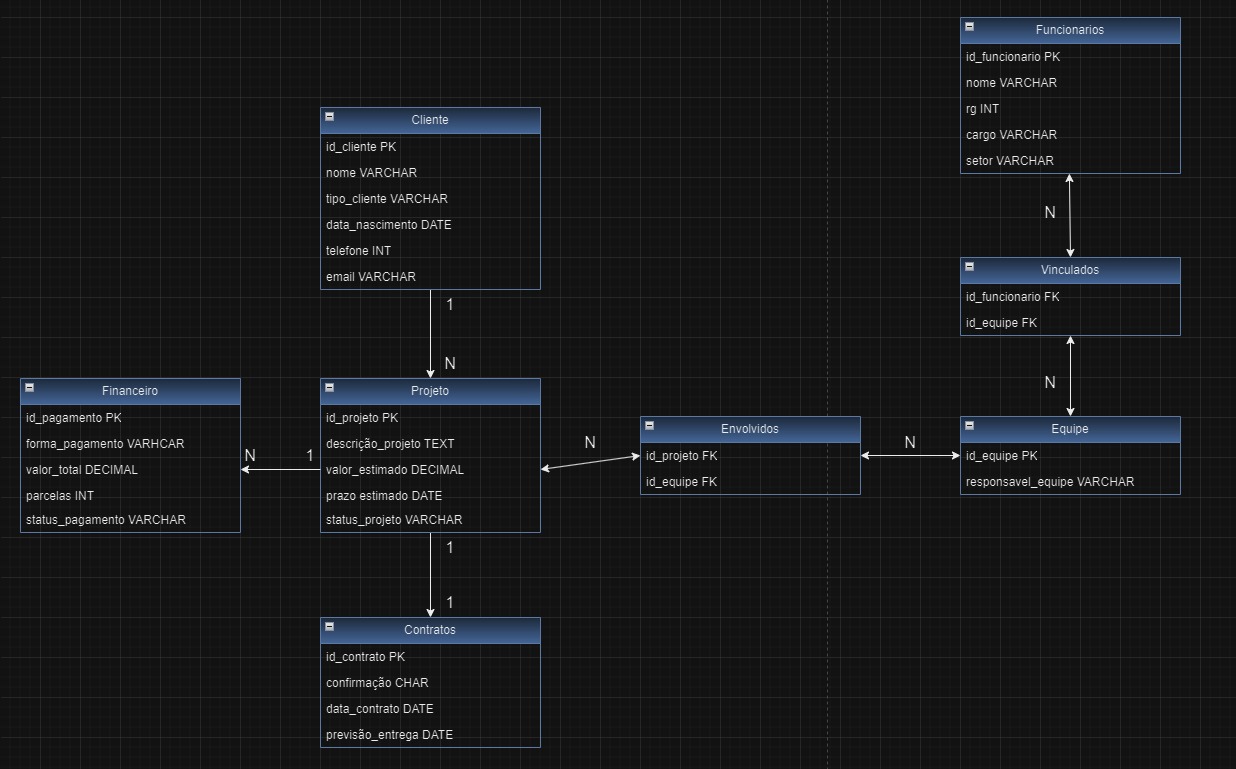 Funcionarios
id_funcionario PK
nome VARCHAR
rg INT
cargo VARCHAR
setor VARCHAR
Cliente
id_cliente PK
nome VARCHAR
tipo_cliente VARCHAR
data_nascimento DATE
telefone INT
email VARCHAR
N
Vinculados
id_funcionario FK
id_equipe FK
1
N
N
Financeiro
id_pagamento PK
forma_pagamento VARHCAR
valor_total DECIMAL
parcelas INT
status_pagamento VARCHAR
N
1
Projeto
id_projeto PK
descrição_projeto TEXT
valor_estimado DECIMAL
prazo estimado DATE
status_projeto VARCHAR
N
Envolvidos
id_projeto FK
id_equipe FK
N
Equipe
id_equipe PK
responsavel_equipe VARCHAR
1
1
Contratos
id_contrato PK
confirmação CHAR
data_contrato DATE
previsão_entrega DATE